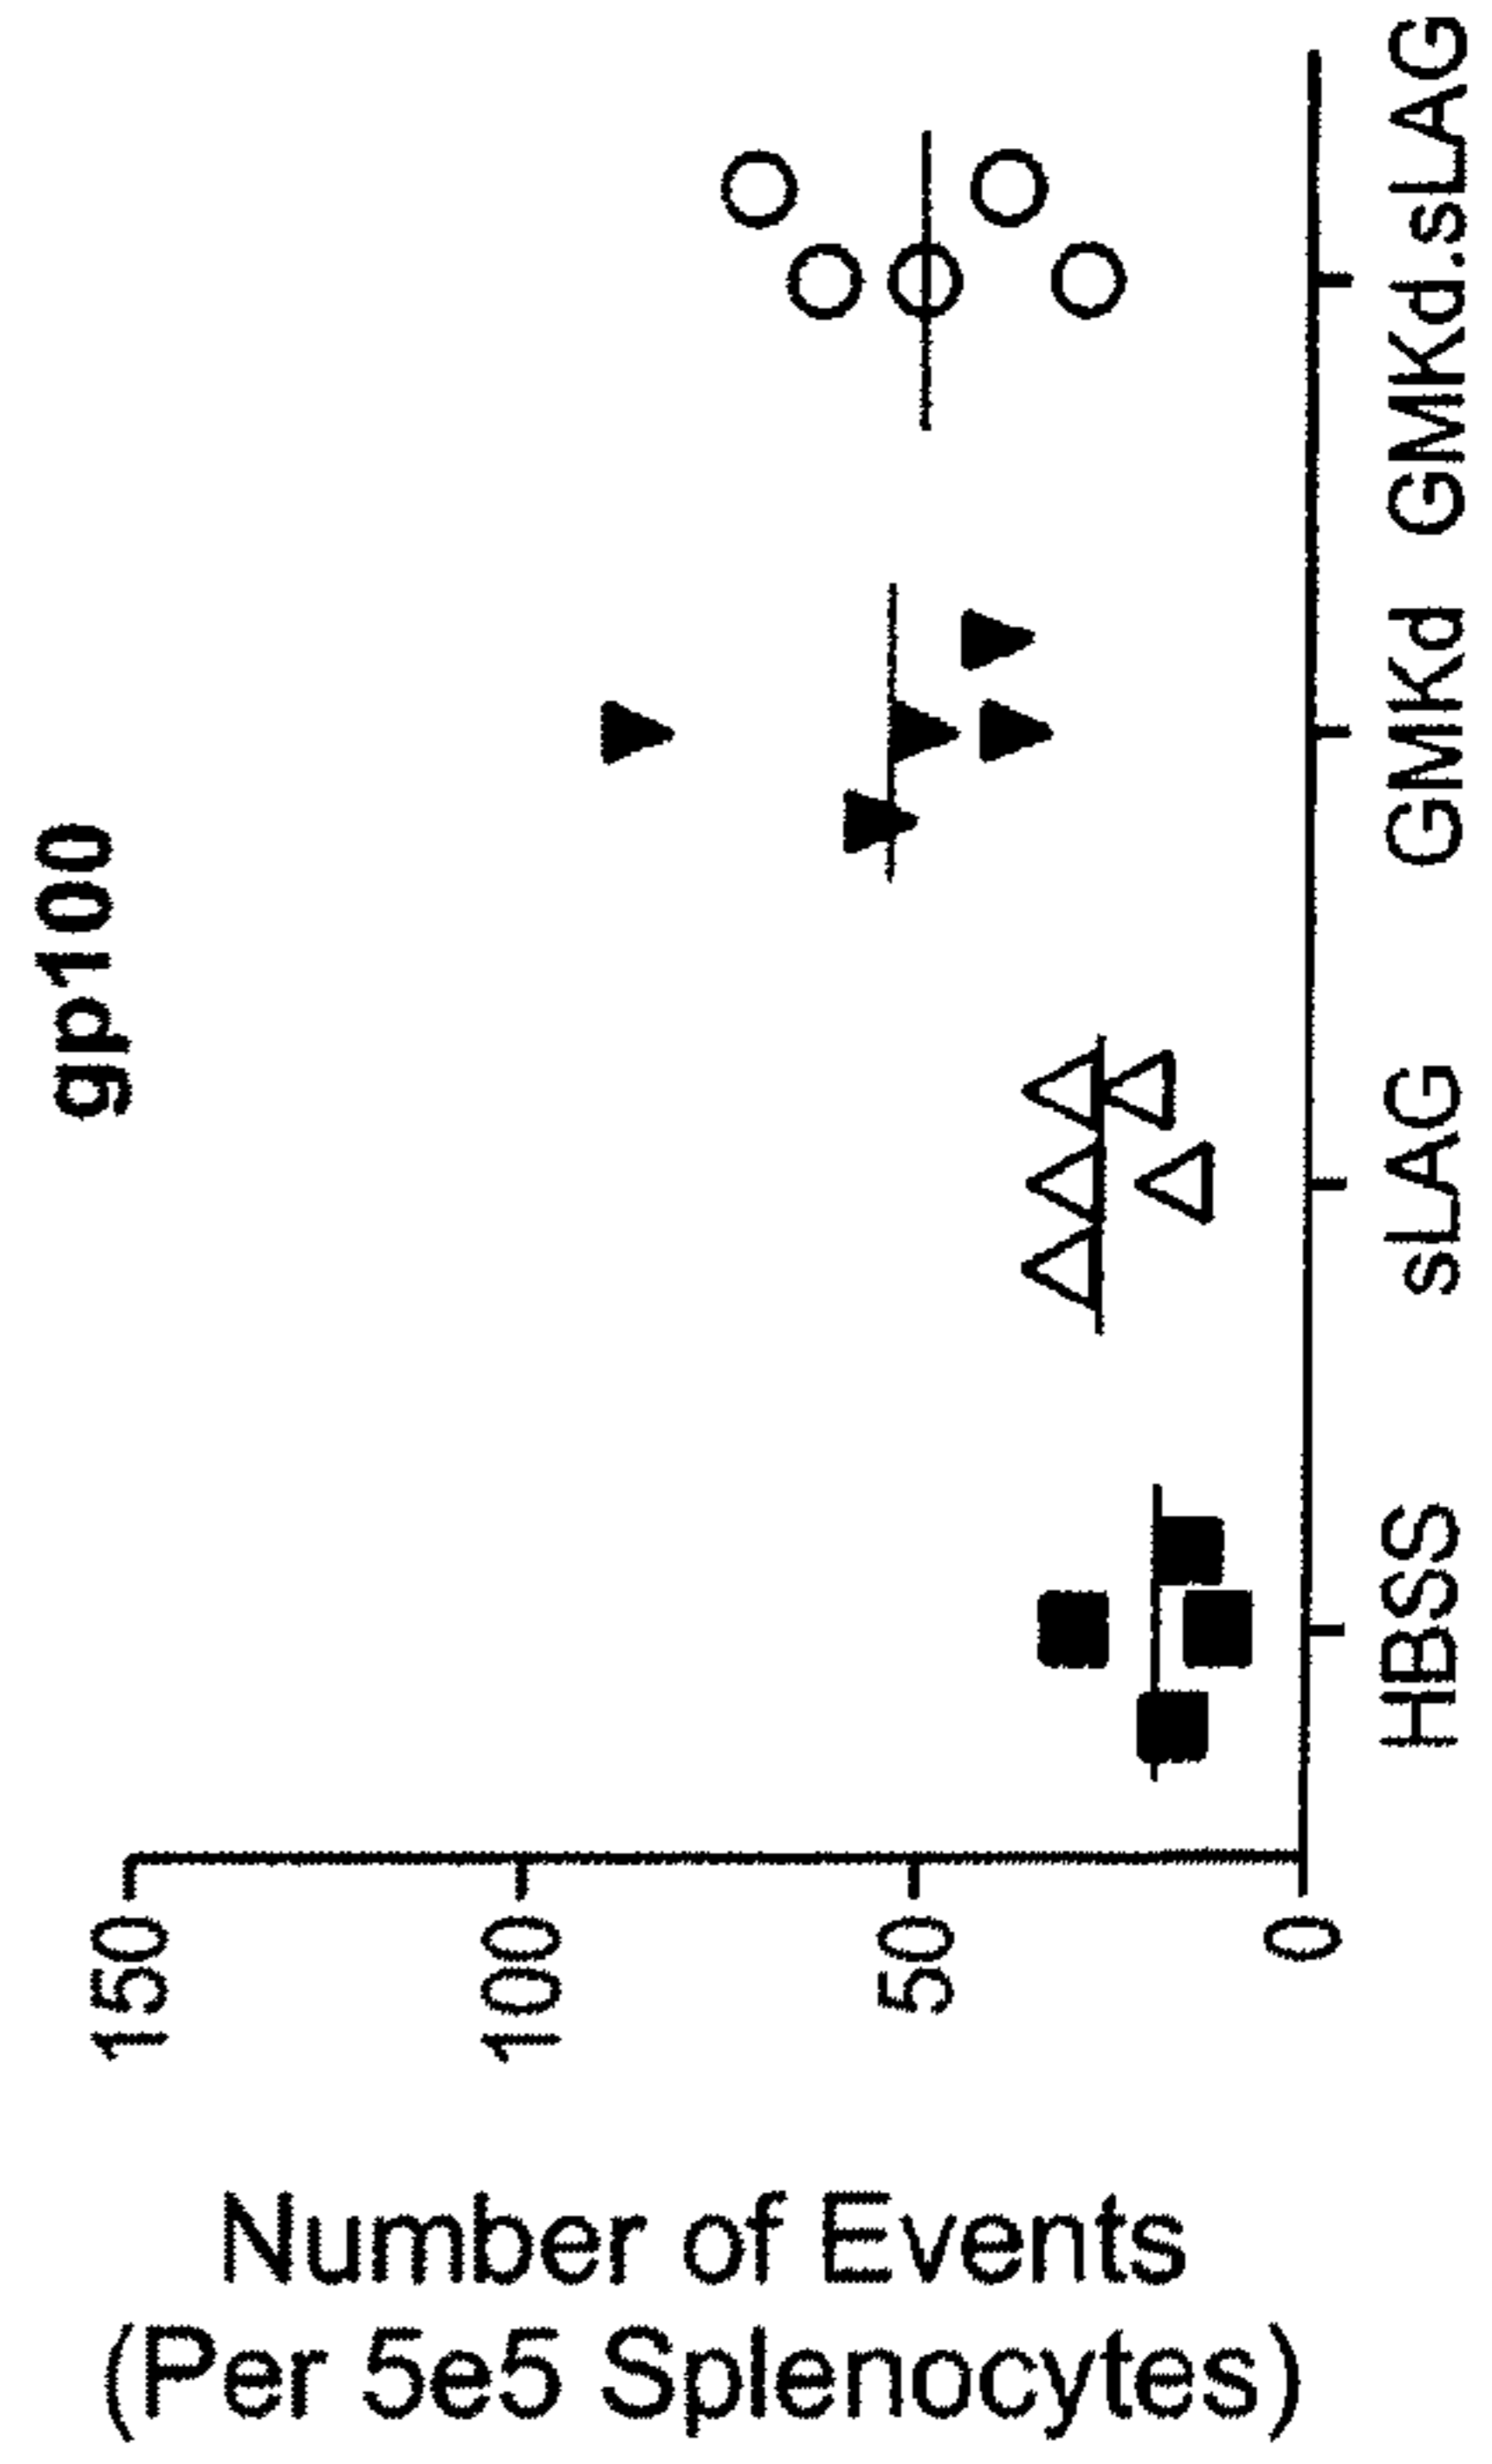 gp100
Number of Events
(Per 5e5 Splenocytes)
150
100
50
0
HBSS sLAG GMKd GMKd.sLAG